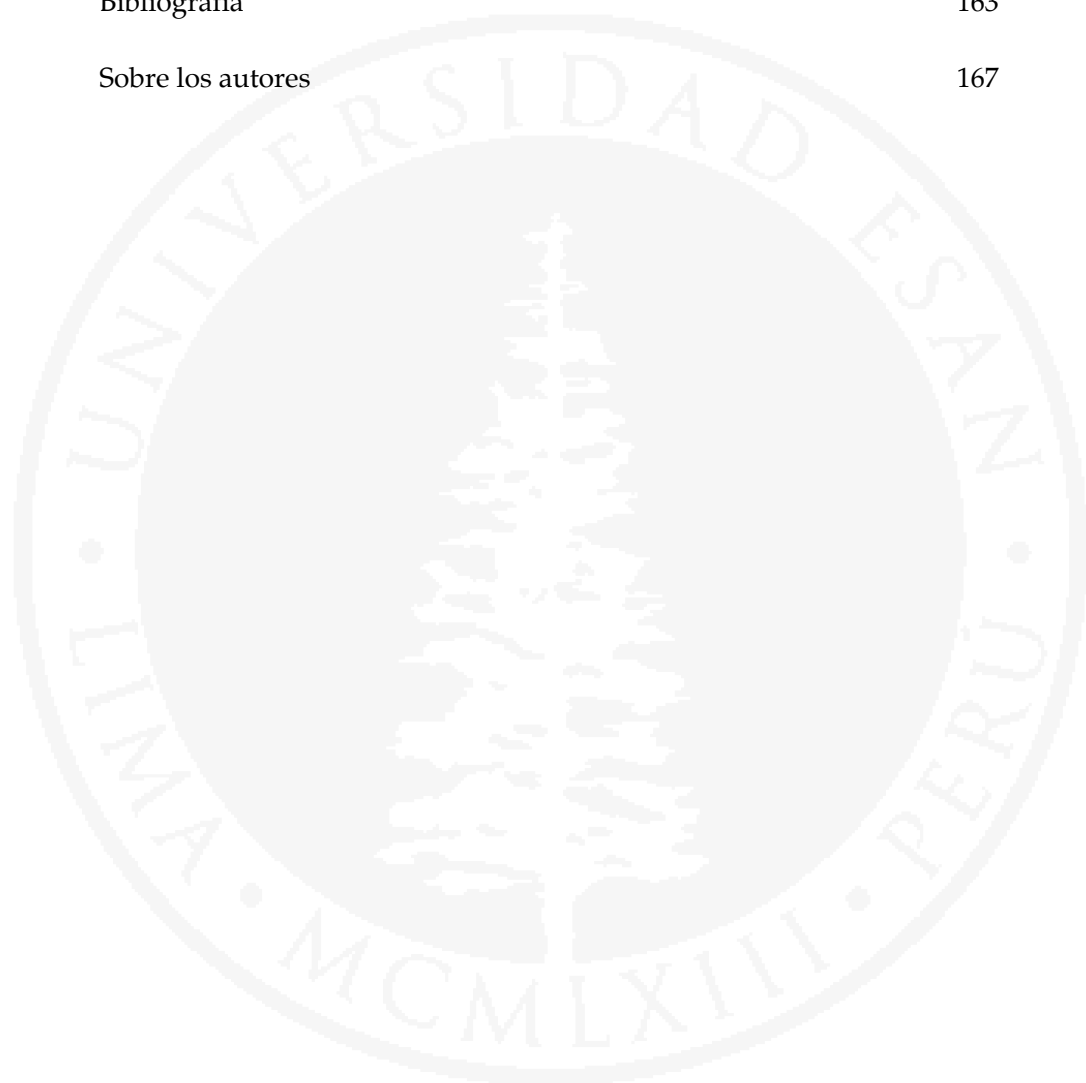 Bibliografía 163
Sobre los autores 167
UNIVERSIDAD ESAN
LIMA • MCMLXIII • PERÚ